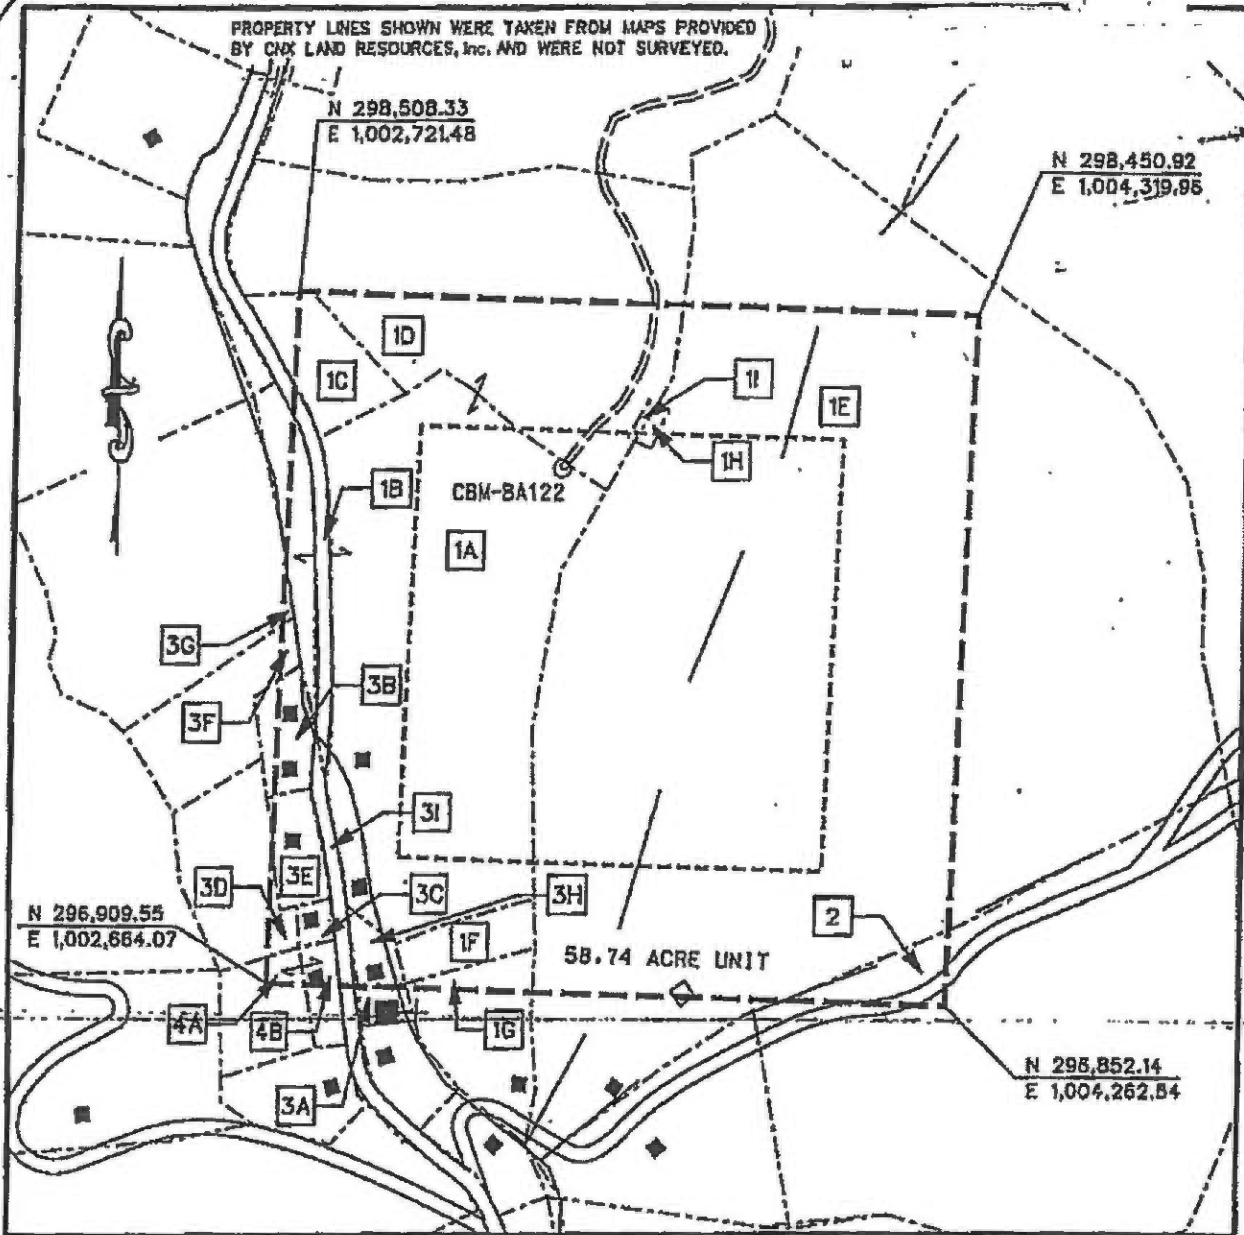 PROPERTY LINES SHOWN WERE TAKEN FROM MAPS PROVIDED
BY CNX LAND RESOURCES, Inc. AND WERE NOT SURVEYED.
N 298,508.33
E 1,002,721.48
N 298,450.92
E 1,004,319.95
1D
1C
1I
1E
1H
1B
CBM-BA122
1A
3G
3B
3F
3I
3D
3E
3C
3H
N 296,909.55
E 1,002,664.07
1F
2
58.74 ACRE UNIT
4A
4B
1G
3A
N 296,852.14
E 1,004,262.54